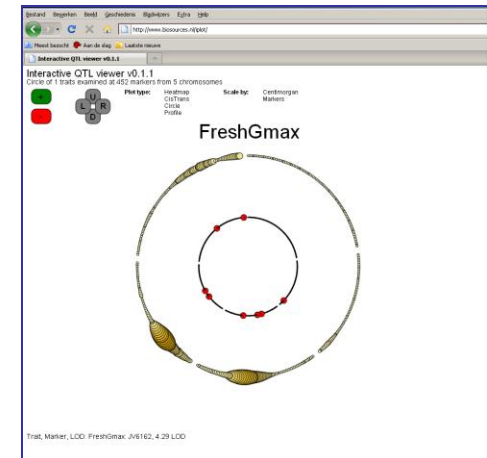 Bestand Bewerken Beeld Geschiedenis Bladwijzers Extra Help
http://www.biosources.nl/iplot/
Meest bezocht Aan de slag Laatste nieuws
Interactive QTL viewer v0.1.1
Interactive QTL viewer v0.1.1
Circle of 1 traits examined at 452 markers from 5 chromosomes
+ U Plot type: Heatmap Scale by: Centimorgan
L R CisTrans Markers
- D Circle
Profile
FreshGmax
Trait, Marker, LOD: FreshGmax: JV6162, 4.29 LOD